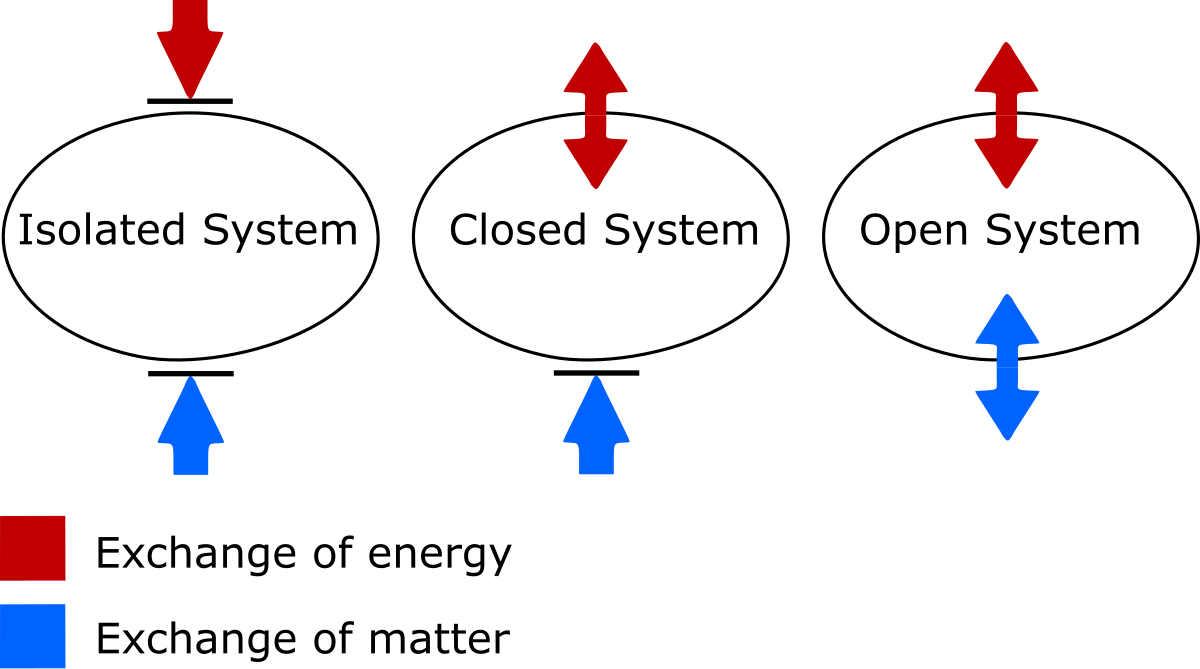 Isolated System
Closed System
Open System
Exchange of energy
Exchange of matter